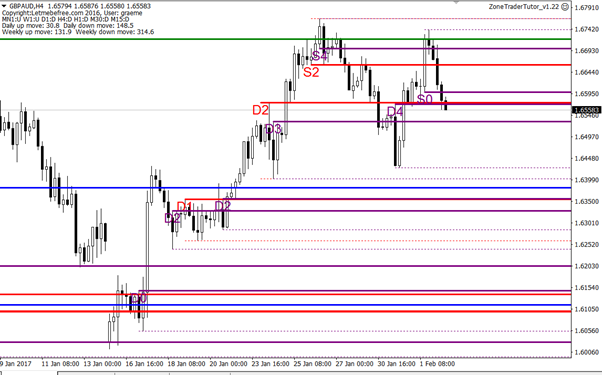 GBPAUD,H4 1.65794 1.65876 1.65580 1.65583
ZoneTraderTutor_v1.22
Copyright:Letmebefree.com 2016, User: graeme
MN1:U W1:U D1:D H4:D H1:D M30:D M15:D
Daily up move: 30.8 Daily down move: 148.5
Weekly up move: 131.9 Weekly down move: 314.6
1.67910
1.67420
1.66930
1.66440
1.65950
1.65583
1.65460
1.64970
1.64480
1.63990
1.63500
1.63010
1.62520
1.62030
1.61540
1.61050
1.60560
1.60060
S4
S2
D2
D3
D4
S0
D1
D2
D2
9 Jan 2017
11 Jan 08:00
13 Jan 00:00
16 Jan 16:00
18 Jan 08:00
20 Jan 00:00
23 Jan 16:00
25 Jan 08:00
27 Jan 00:00
30 Jan 16:00
1 Feb 08:00